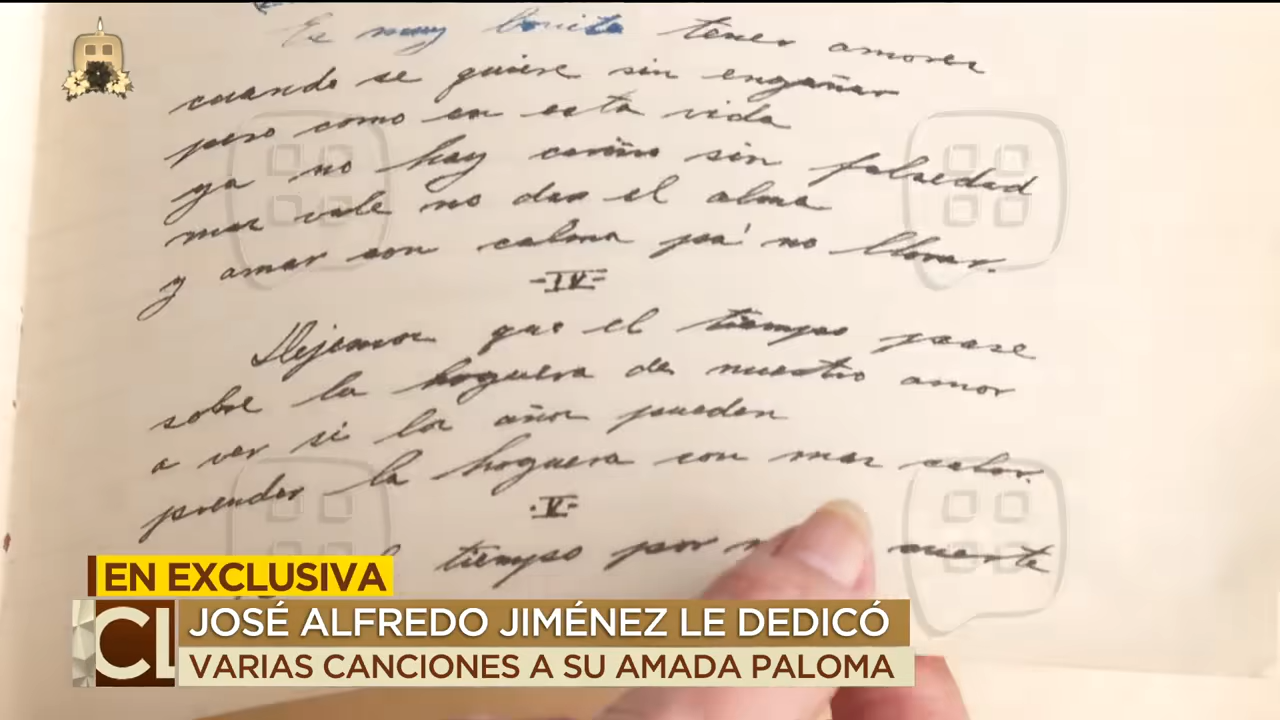 Es muy bonito tener amores
cuando se quiere sin engañar
pero como en esta vida
ya no hay cariño sin falsedad
mas vale no dar el alma
y amar con calma pa' no llorar.
-IV-
Dejemos que el tiempo pase
sobre la hoguera de nuestro amor
a ver si los años pueden
prender la hoguera con mas calor.
-V-
tiempo por suerte
EN EXCLUSIVA
CL JOSÉ ALFREDO JIMÉNEZ LE DEDICÓ
VARIAS CANCIONES A SU AMADA PALOMA